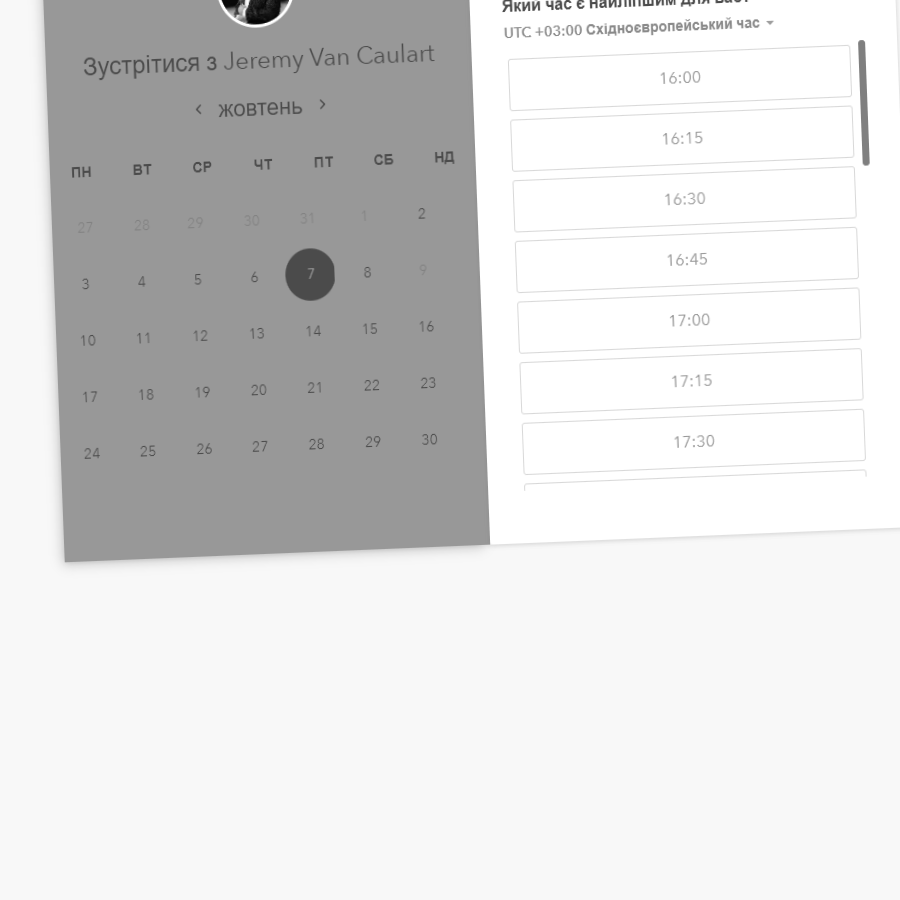 Зустрітися з Jeremy Van Caulart
‹ жовтень ›
ПН ВТ СР ЧТ ПТ СБ НД
27 28 29 30 31 1 2
3 4 5 6 7 8 9
10 11 12 13 14 15 16
17 18 19 20 21 22 23
24 25 26 27 28 29 30
Який час є найліпшим для вас?
UTC +03:00 Східноєвропейський час
16:00
16:15
16:30
16:45
17:00
17:15
17:30